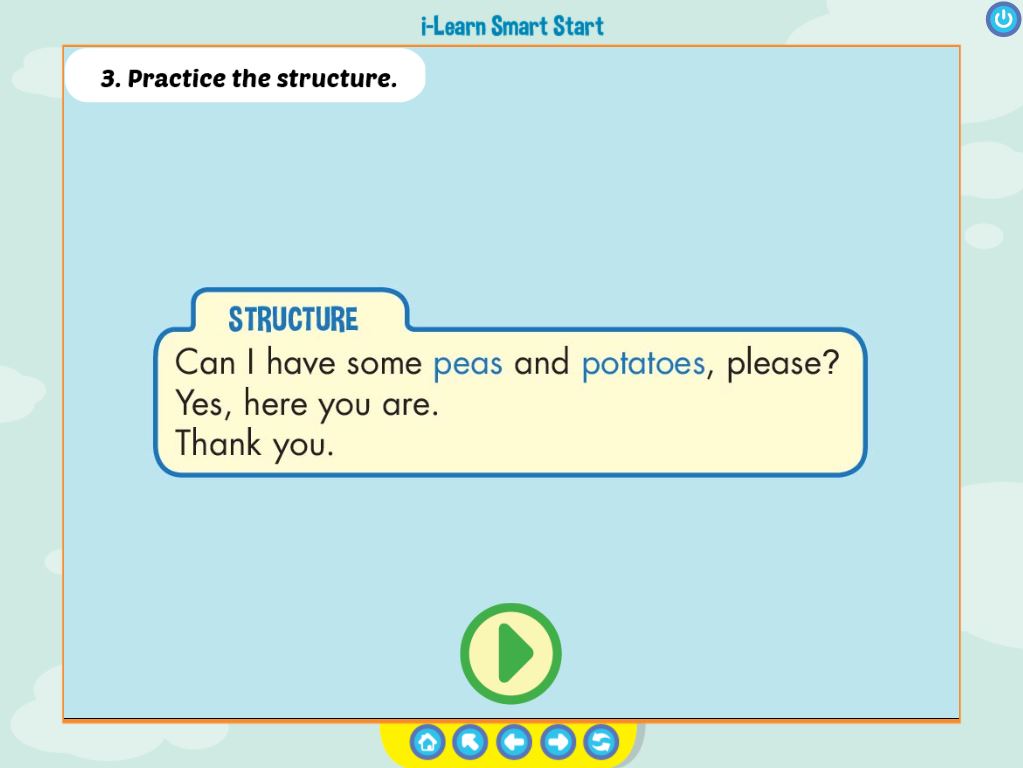 i-Learn Smart Start
3. Practice the structure.
STRUCTURE
Can I have some peas and potatoes, please?
Yes, here you are.
Thank you.